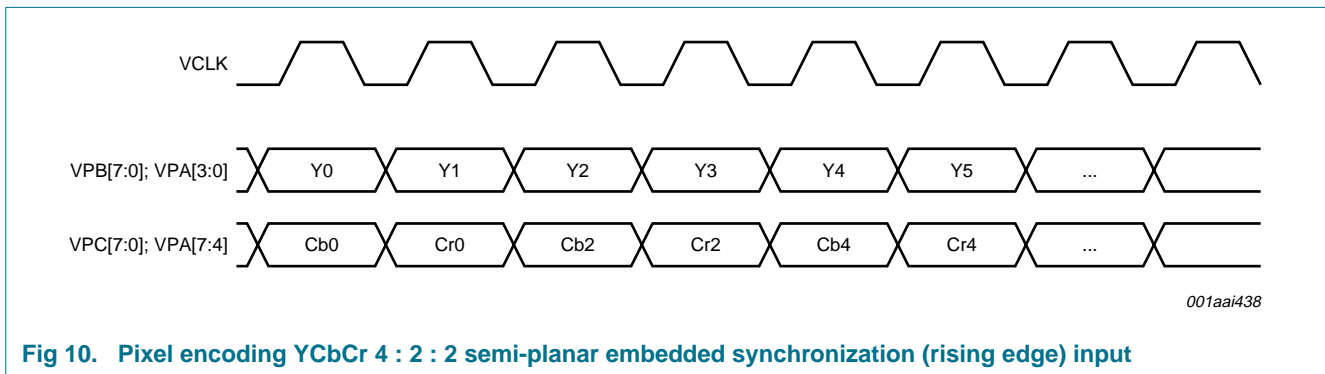 VCLK
VPB[7:0]; VPA[3:0] Y0 Y1 Y2 Y3 Y4 Y5 ...
VPC[7:0]; VPA[7:4] Cb0 Cr0 Cb2 Cr2 Cb4 Cr4 ...
001aai438
Fig 10. Pixel encoding YCbCr 4 : 2 : 2 semi-planar embedded synchronization (rising edge) input